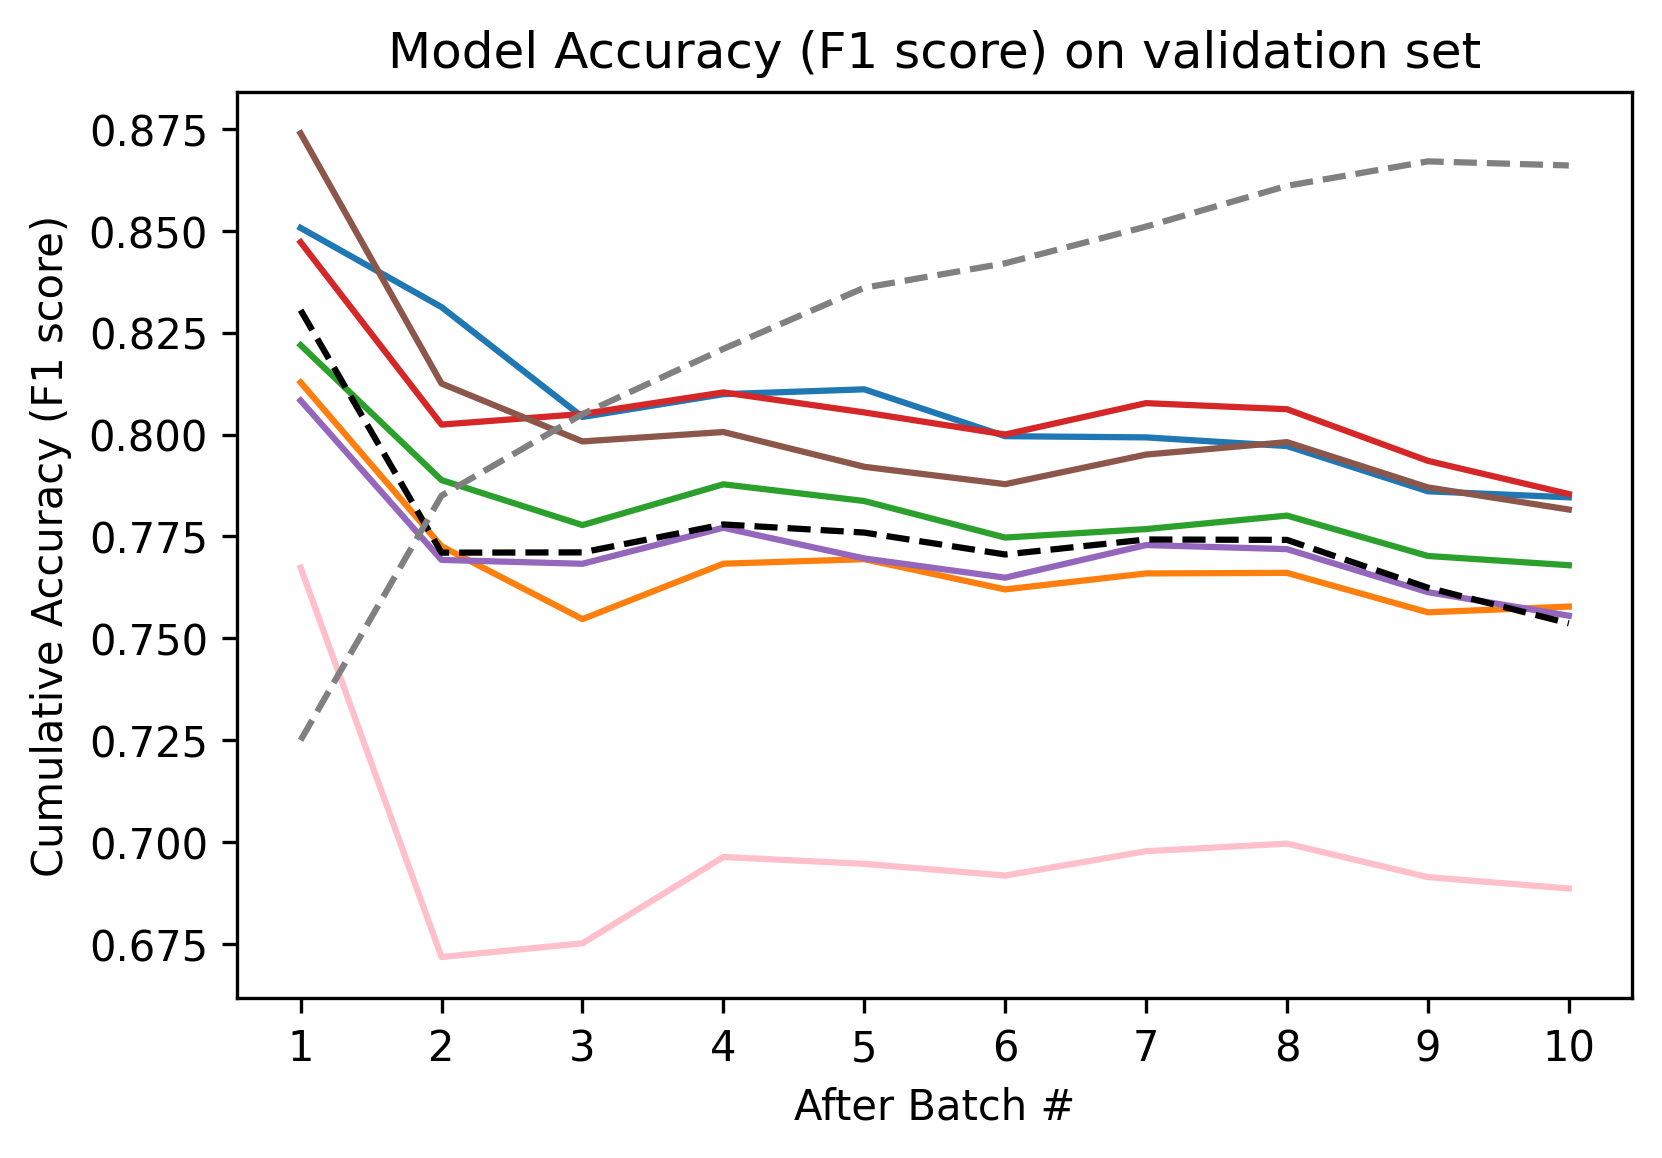 Model Accuracy (F1 score) on validation set
Cumulative Accuracy (F1 score)
0.875
0.850
0.825
0.800
0.775
0.750
0.725
0.700
0.675
1 2 3 4 5 6 7 8 9 10
After Batch #